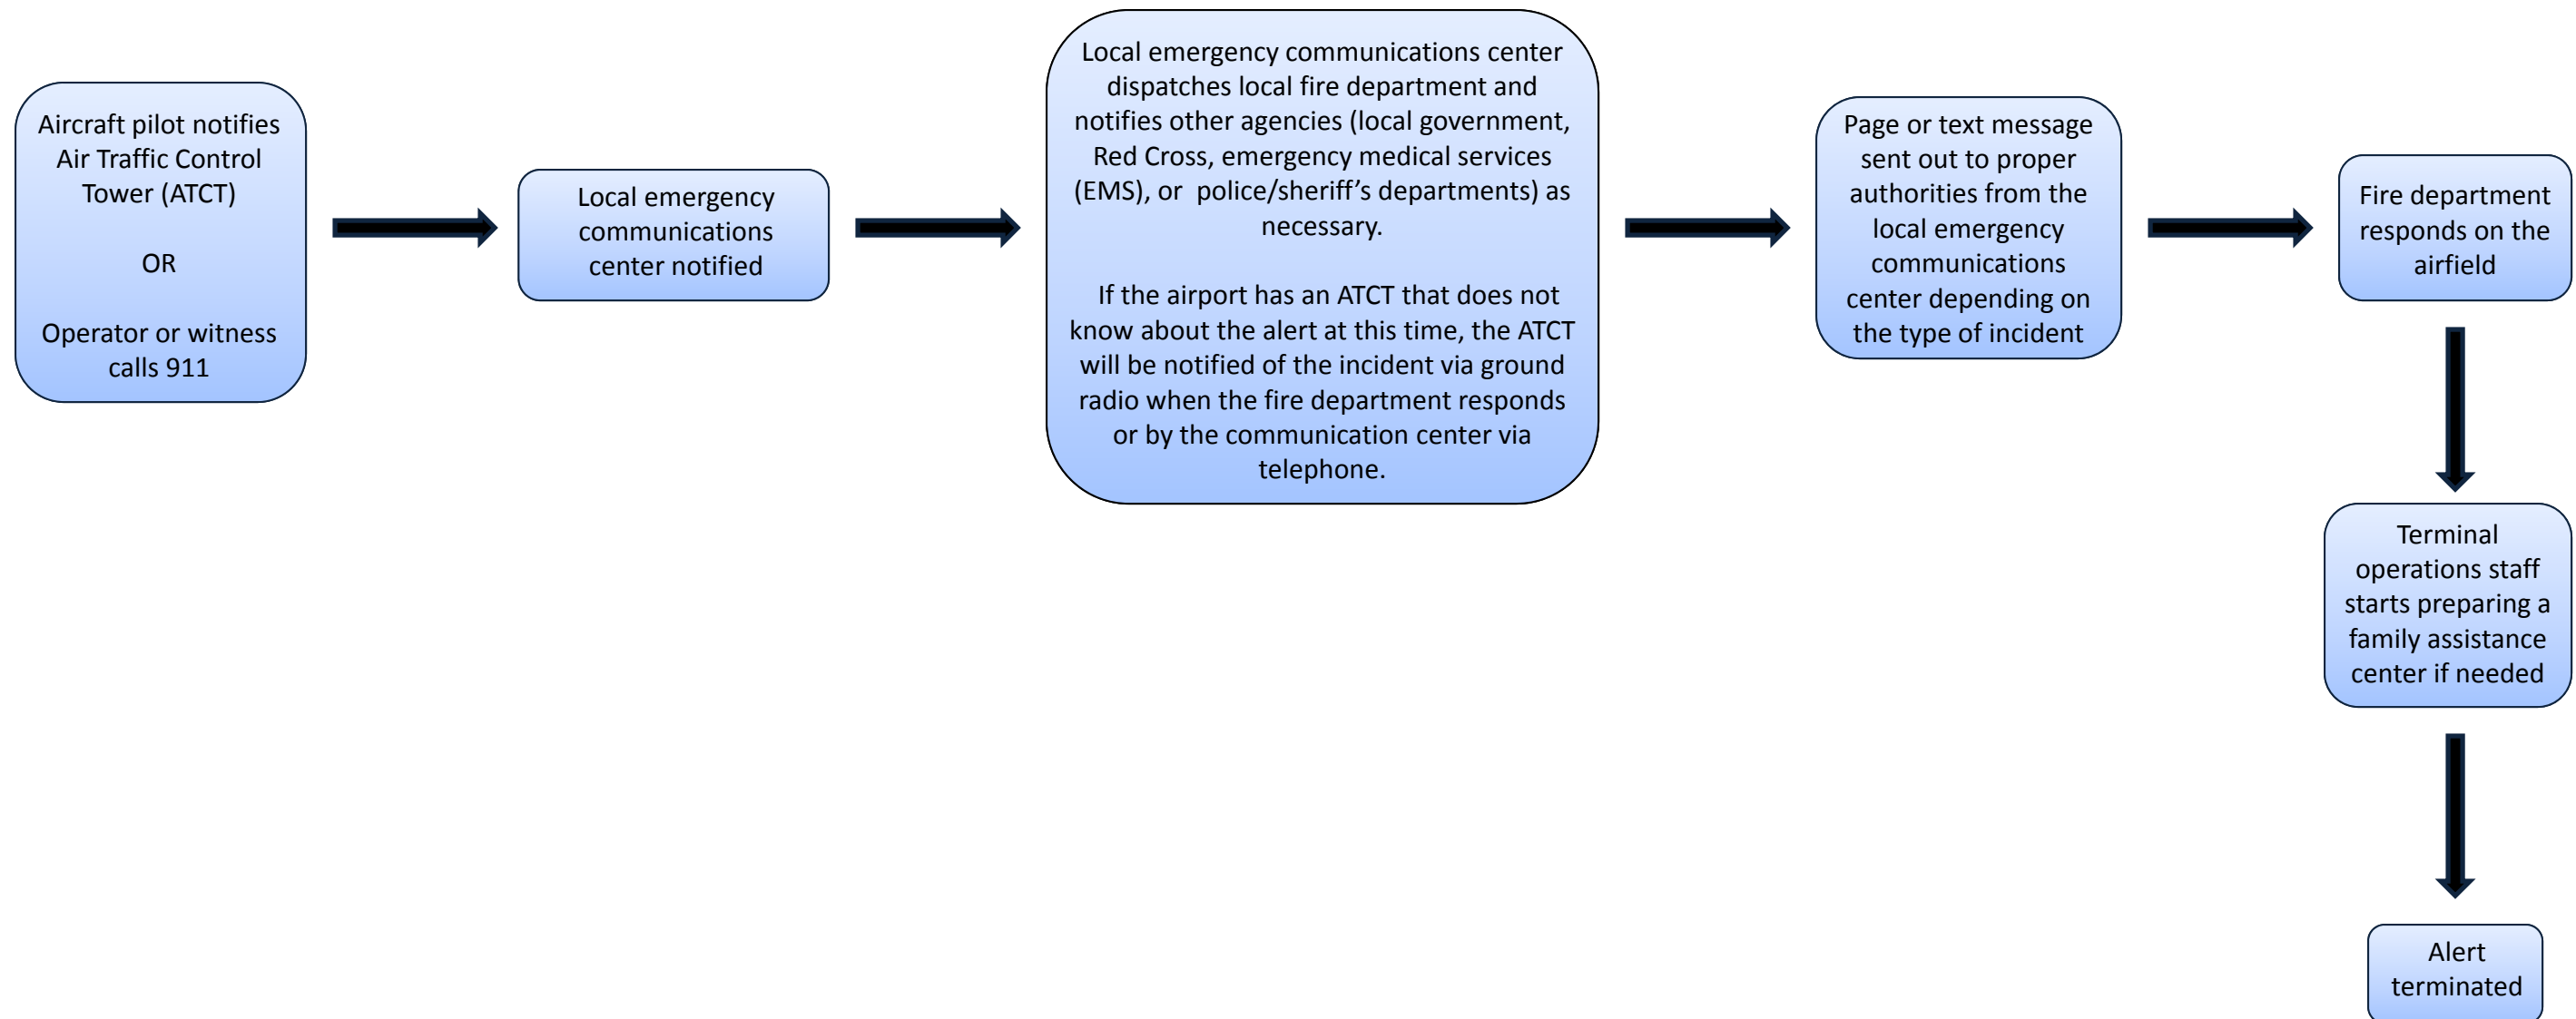 Aircraft pilot notifies
Air Traffic Control
Tower (ATCT)
OR
Operator or witness
calls 911
Local emergency
communications
center notified
Local emergency communications center
dispatches local fire department and
notifies other agencies (local government,
Red Cross, emergency medical services
(EMS), or police/sheriff’s departments) as
necessary.
If the airport has an ATCT that does not
know about the alert at this time, the ATCT
will be notified of the incident via ground
radio when the fire department responds
or by the communication center via
telephone.
Page or text message
sent out to proper
authorities from the
local emergency
communications
center depending on
the type of incident
Fire department
responds on the
airfield
Terminal
operations staff
starts preparing a
family assistance
center if needed
Alert
terminated